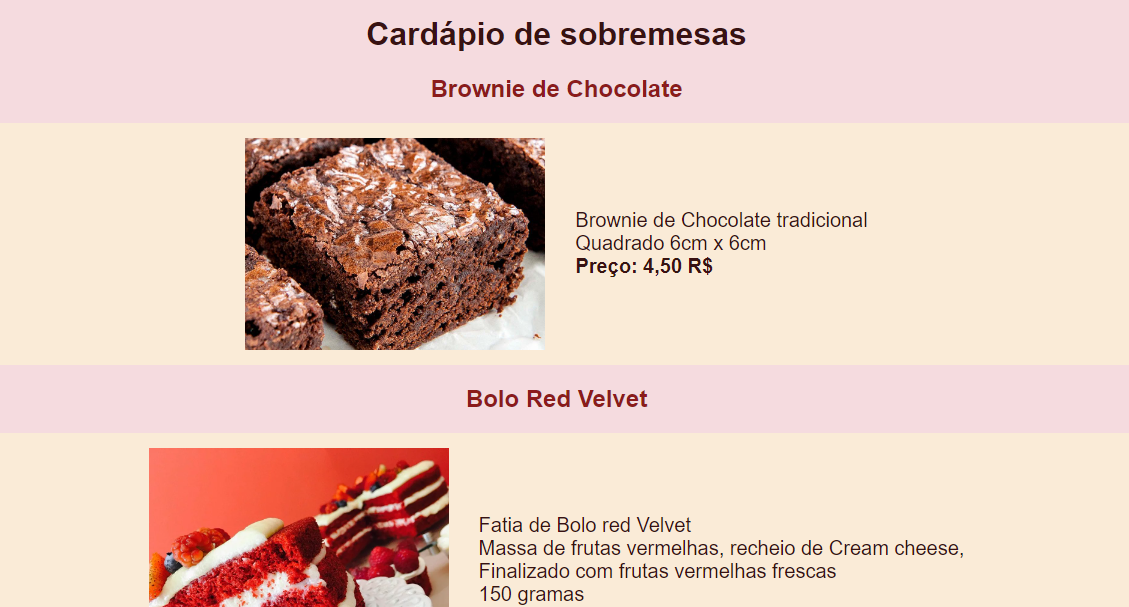 Cardápio de sobremesas
Brownie de Chocolate
Brownie de Chocolate tradicional
Quadrado 6cm x 6cm
Preço: 4,50 R$
Bolo Red Velvet
Fatia de Bolo red Velvet
Massa de frutas vermelhas, recheio de Cream cheese,
Finalizado com frutas vermelhas frescas
150 gramas